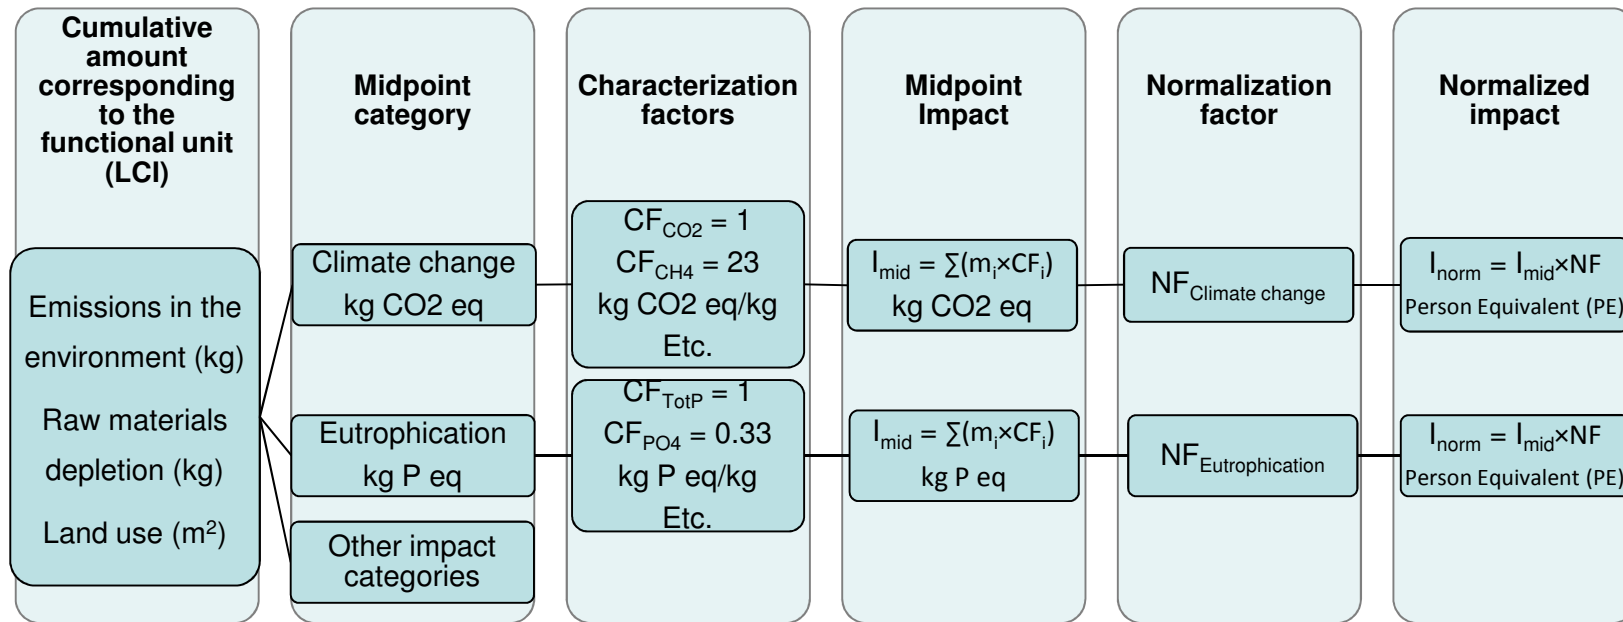 Cumulative
amount
corresponding
to the
functional unit
(LCI)
Emissions in the
environment (kg)
Raw materials
depletion (kg)
Land use (m²)
Midpoint
category
Climate change
kg CO2 eq
Eutrophication
kg P eq
Other impact
categories
Characterization
factors
CF_CO2 = 1
CF_CH4 = 23
kg CO2 eq/kg
Etc.
CF_TotP = 1
CF_PO4 = 0.33
kg P eq/kg
Etc.
Midpoint
Impact
I_mid = ∑(m_i×CF_i)
kg CO2 eq
I_mid = ∑(m_i×CF_i)
kg P eq
Normalization
factor
NF_Climate change
NF_Eutrophication
Normalized
impact
I_norm = I_mid×NF
Person Equivalent (PE)
I_norm = I_mid×NF
Person Equivalent (PE)